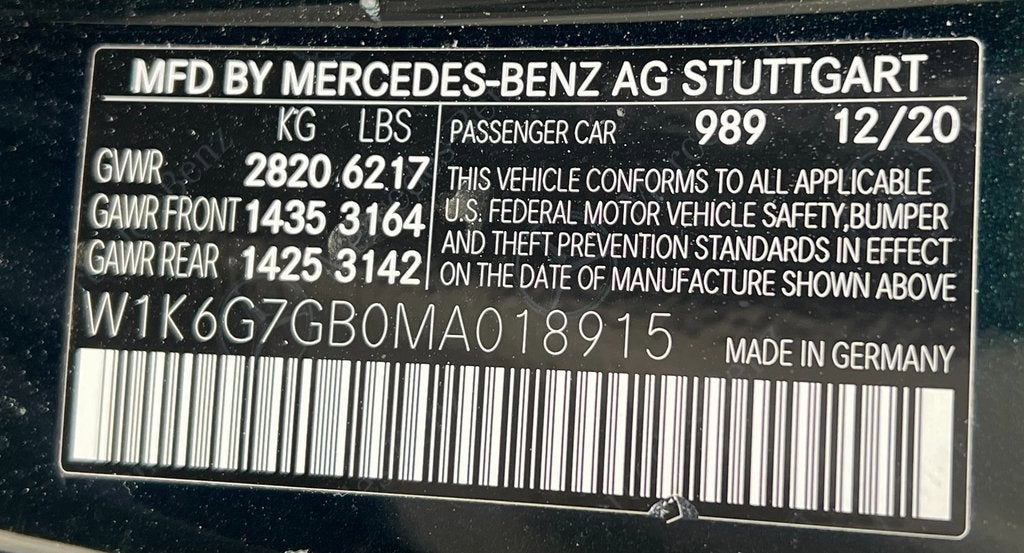 MFD BY MERCEDES-BENZ AG STUTTGART
KG LBS
GVWR 2820 6217
GAWR FRONT 1435 3164
GAWR REAR 1425 3142
PASSENGER CAR 989 12/20
THIS VEHICLE CONFORMS TO ALL APPLICABLE
U.S. FEDERAL MOTOR VEHICLE SAFETY,BUMPER
AND THEFT PREVENTION STANDARDS IN EFFECT
ON THE DATE OF MANUFACTURE SHOWN ABOVE
W1K6G7GB0MA018915
MADE IN GERMANY